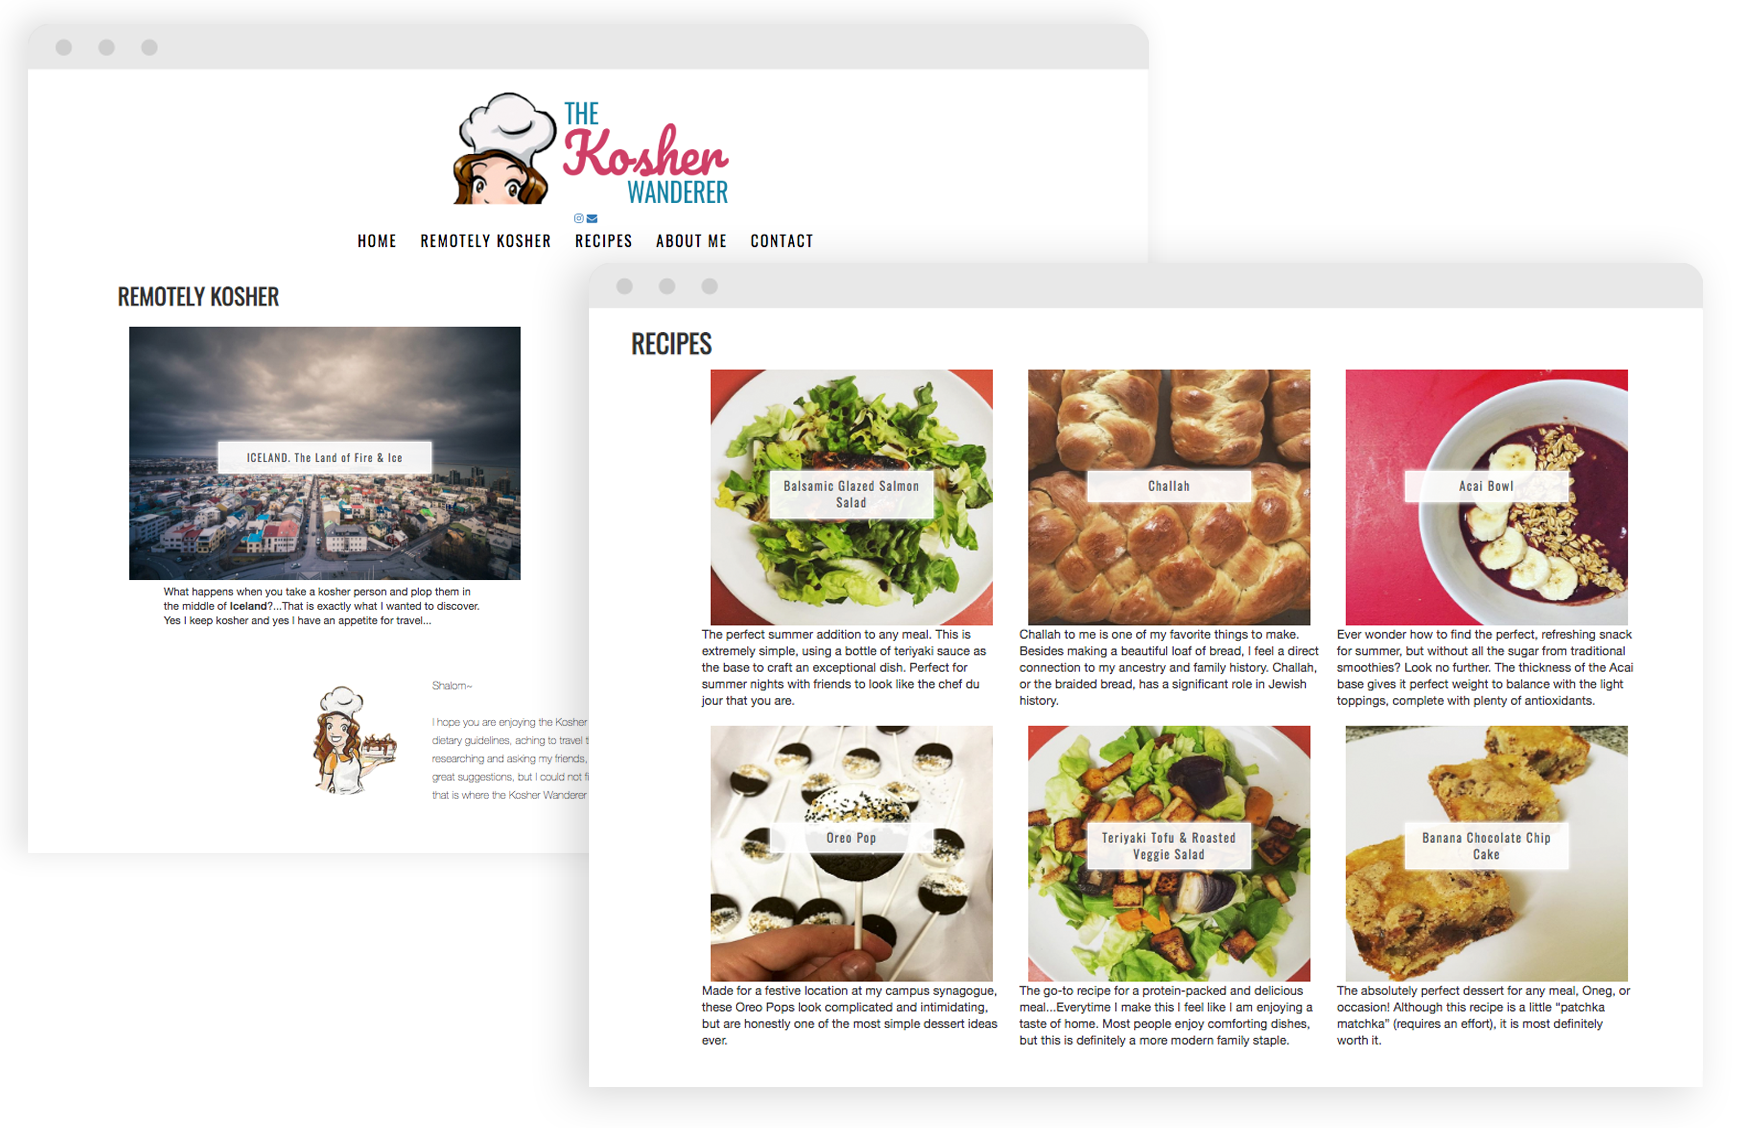 THE
Kosher
WANDERER
HOME REMOTELY KOSHER RECIPES ABOUT ME CONTACT
REMOTELY KOSHER
ICELAND. The Land of Fire & Ice
What happens when you take a kosher person and plop them in
the middle of Iceland?...That is exactly what I wanted to discover.
Yes I keep kosher and yes I have an appetite for travel...
Shalom~
I hope you are enjoying the Kosher
dietary guidelines, aching to travel
researching and asking my friends,
great suggestions, but I could not
that is where the Kosher Wanderer
RECIPES
Balsamic Glazed Salmon
Salad
The perfect summer addition to any meal. This is
extremely simple, using a bottle of teriyaki sauce as
the base to craft an exceptional dish. Perfect for
summer nights with friends to look like the chef du
jour that you are.
Challah
Challah to me is one of my favorite things to make.
Besides making a beautiful loaf of bread, I feel a direct
connection to my ancestry and family history. Challah,
or the braided bread, has a significant role in Jewish
history.
Acai Bowl
Ever wonder how to find the perfect, refreshing snack
for summer, but without all the sugar from traditional
smoothies? Look no further. The thickness of the Acai
base gives it perfect weight to balance with the light
toppings, complete with plenty of antioxidants.
Oreo Pop
Made for a festive location at my campus synagogue,
these Oreo Pops look complicated and intimidating,
but are honestly one of the most simple dessert ideas
ever.
Teriyaki Tofu & Roasted
Veggie Salad
The go-to recipe for a protein-packed and delicious
meal...Everytime I make this I feel like I am enjoying a
taste of home. Most people enjoy comforting dishes,
but this is definitely a more modern family staple.
Banana Chocolate Chip
Cake
The absolutely perfect dessert for any meal, Oneg, or
occasion! Although this recipe is a little “patchka
matchka” (requires an effort), it is most definitely
worth it.